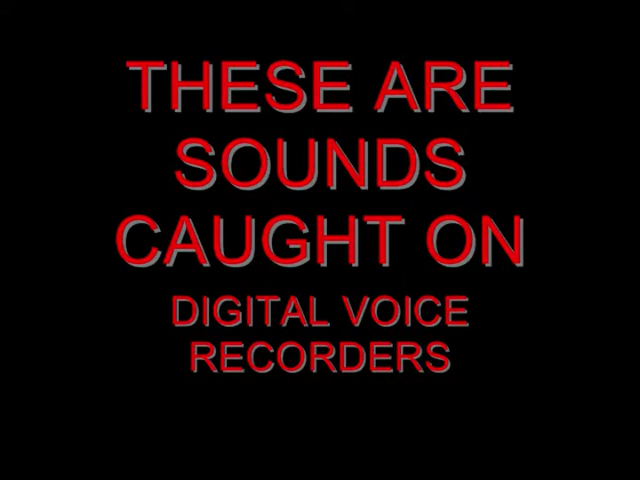 THESE ARE
SOUNDS
CAUGHT ON
DIGITAL VOICE
RECORDERS